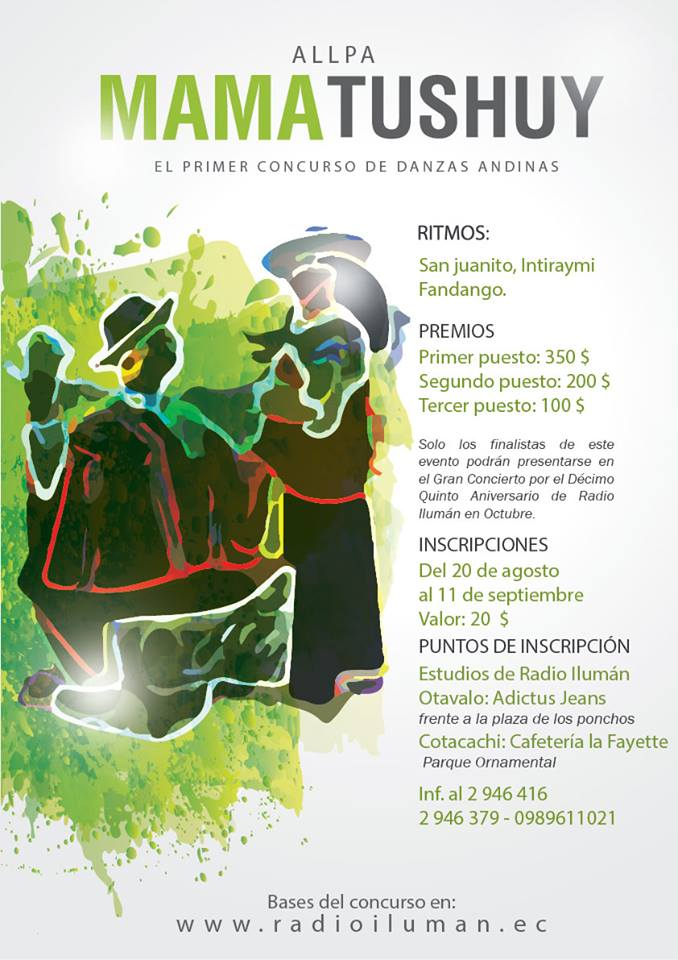 ALLPA
MAMATUSHUY
EL PRIMER CONCURSO DE DANZAS ANDINAS
RITMOS:
San juanito, Intiraymi
Fandango.
PREMIOS
Primer puesto: 350 $
Segundo puesto: 200 $
Tercer puesto: 100 $
Solo los finalistas de este
evento podrán presentarse en
el Gran Concierto por el Décimo
Quinto Aniversario de Radio
Ilumán en Octubre.
INSCRIPCIONES
Del 20 de agosto
al 11 de septiembre
Valor: 20 $
PUNTOS DE INSCRIPCIÓN
Estudios de Radio Ilumán
Otavalo: Adictus Jeans
frente a la plaza de los ponchos
Cotacachi: Cafetería la Fayette
Parque Ornamental
Inf. al 2 946 416
2 946 379 - 0989611021
Bases del concurso en:
www.radioiluman.ec